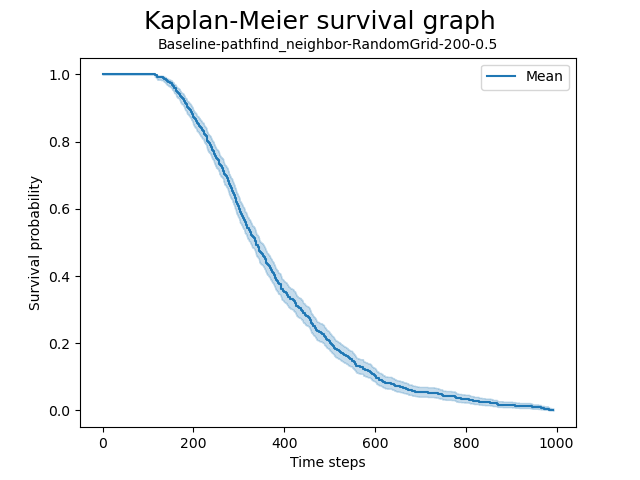 Kaplan-Meier survival graph
Baseline-pathfind_neighbor-RandomGrid-200-0.5
Mean
1.0
0.8
0.6
0.4
0.2
0.0
Survival probability
0 200 400 600 800 1000
Time steps